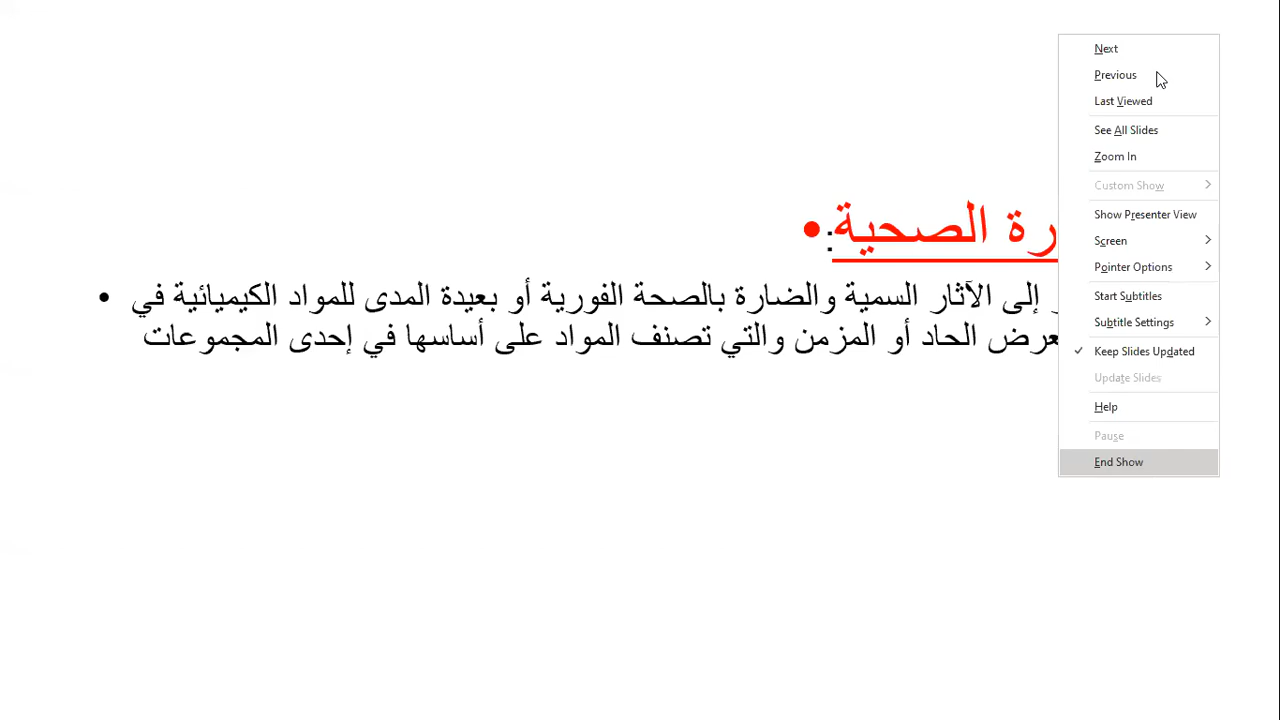 Next
Previous
Last Viewed
See All Slides
Zoom In
Custom Show
Show Presenter View
Screen
Pointer Options
Start Subtitles
Subtitle Settings
Keep Slides Updated
Update Slides
Help
Pause
End Show
الصحية:
إلى الآثار السمية والضارة بالصحة الفورية أو بعيدة المدى للمواد الكيميائية في
الحاد أو المزمن والتي تصنف المواد على أساسها في إحدى المجموعات